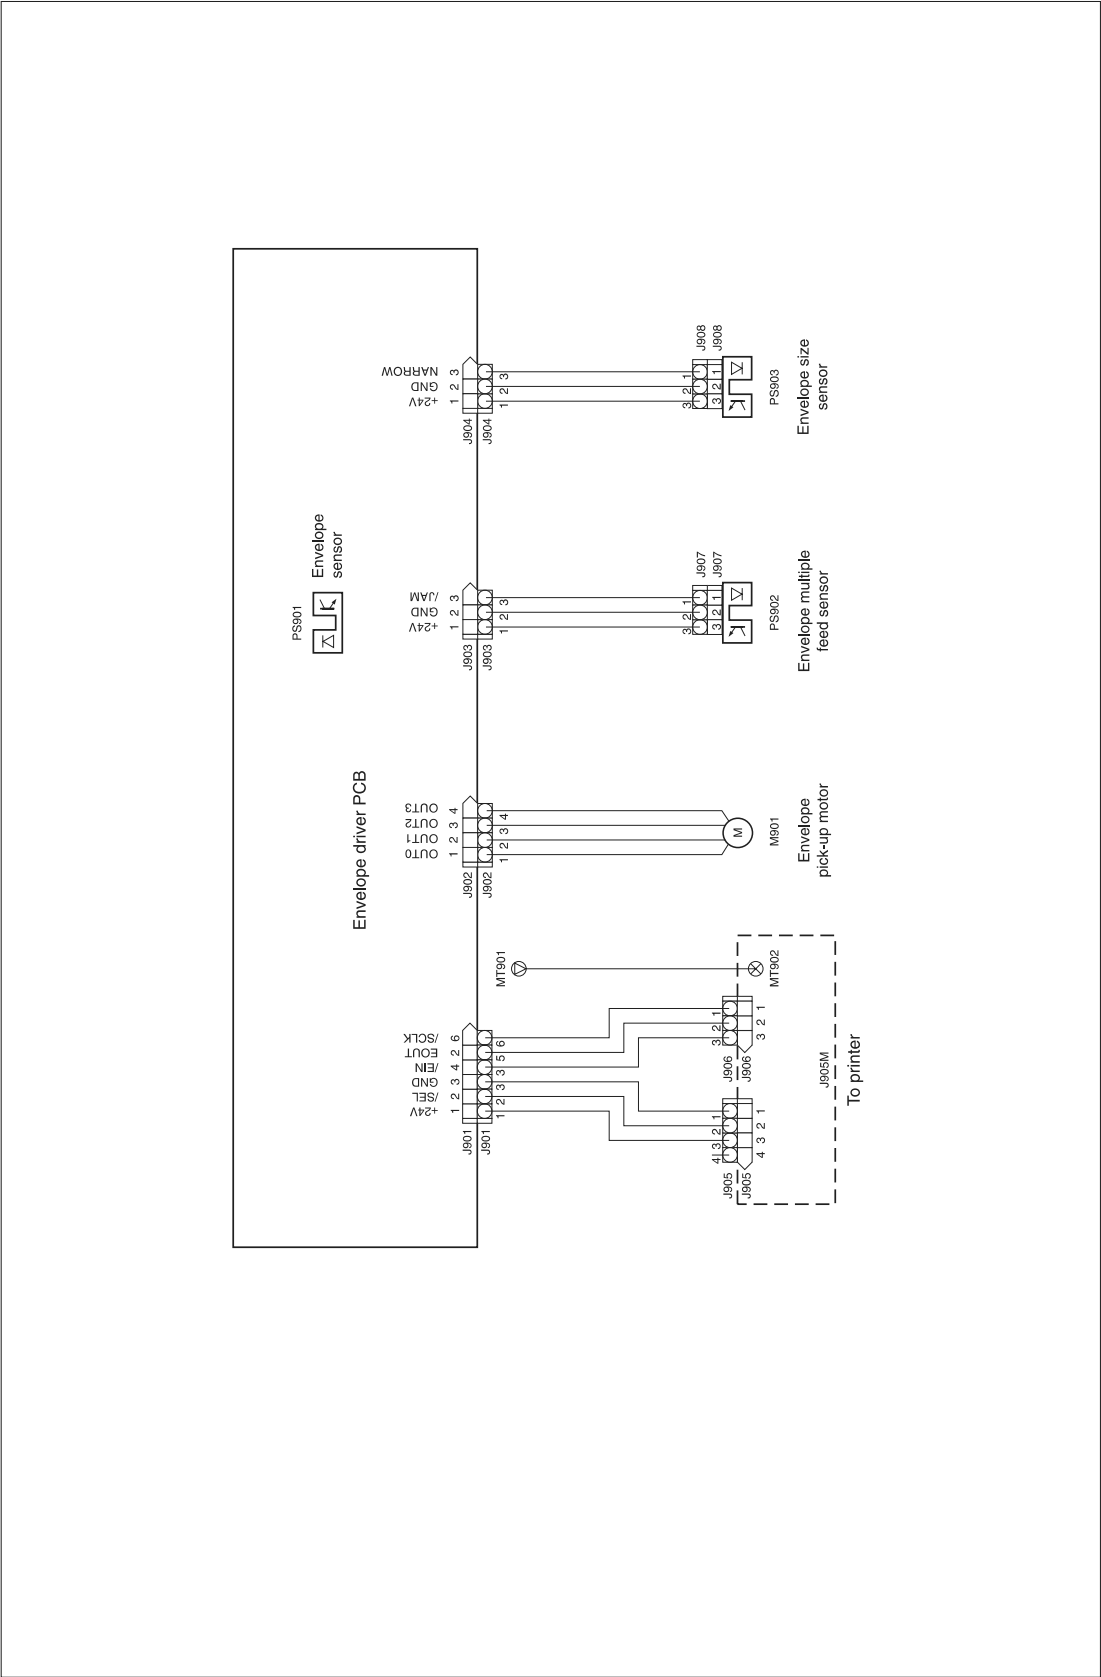 Envelope driver PCB
PS901
Envelope
sensor
+24V
/SEL
GND
/EIN
EOUT
/SCLK
1 2 3 4 2 6
J901
J901
1 2 3 3 5 6
OUT0
OUT1
OUT2
OUT3
1 2 3 4
J902
J902
1 2 3 4
+24V
GND
/JAM
1 2 3
J903
J903
1 2 3
+24V
GND
NARROW
1 2 3
J904
J904
1 2 3
MT901
MT902
4 3 2 1
J905
J905
4 3 2 1
3 2 1
J906
J906
3 2 1
J905M
To printer
M
M901
Envelope
pick-up motor
3 2 1
J907
J907
3 2 1
PS902
Envelope multiple
feed sensor
3 2 1
J908
J908
3 2 1
PS903
Envelope size
sensor